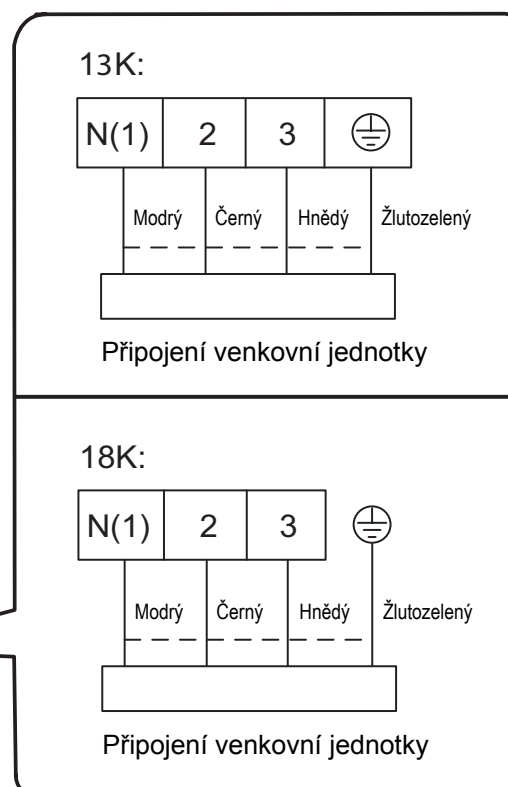 13K:
N(1) 2 3
Modrý Černý Hnědý Žlutozelený
Připojení venkovní jednotky
18K:
N(1) 2 3
Modrý Černý Hnědý Žlutozelený
Připojení venkovní jednotky